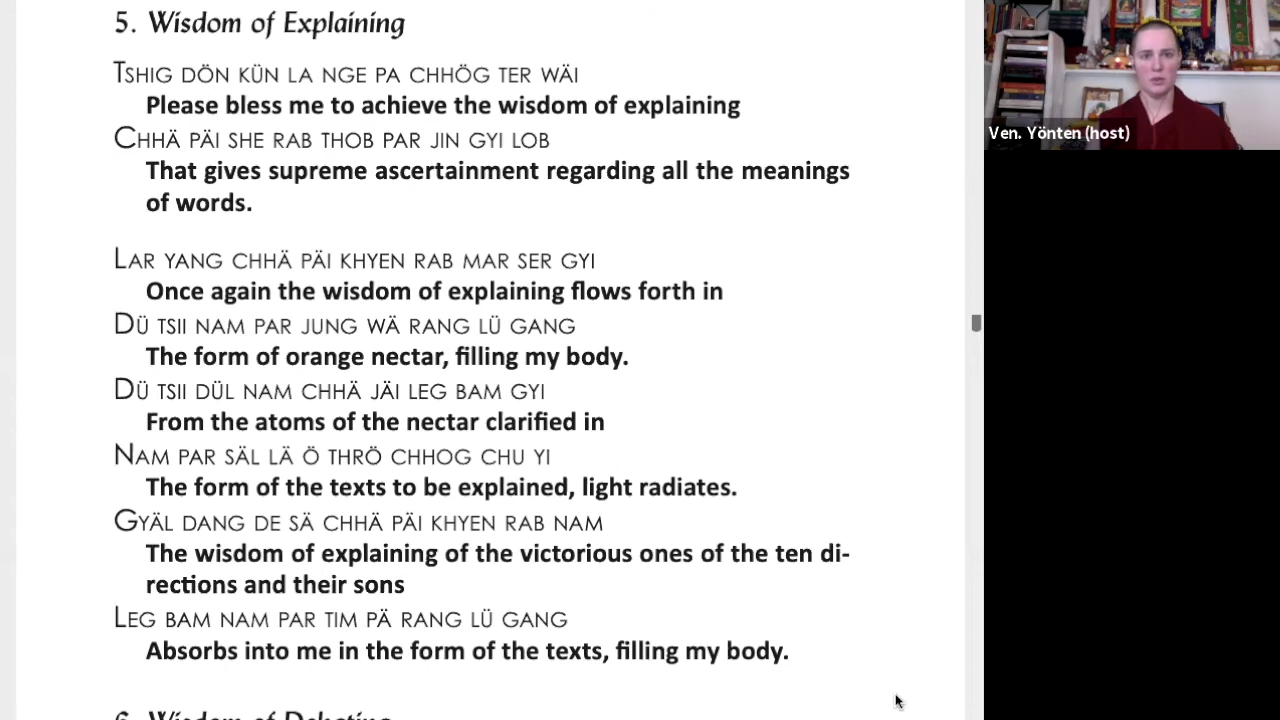 5. Wisdom of Explaining
TSHIG DÖN KÜN LA NGE PA CHHÖG TER WÄI
Please bless me to achieve the wisdom of explaining
CHHÄ PÄI SHE RAB THOB PAR JIN GYI LOB
That gives supreme ascertainment regarding all the meanings
of words.
LAR YANG CHHÄ PÄI KHYEN RAB MAR SER GYI
Once again the wisdom of explaining flows forth in
DÜ TSII NAM PAR JUNG WÄ RANG LÜ GANG
The form of orange nectar, filling my body.
DÜ TSII DÜL NAM CHHÄ JÄI LEG BAM GYI
From the atoms of the nectar clarified in
NAM PAR SÄL LÄ Ö THRÖ CHHOG CHU YI
The form of the texts to be explained, light radiates.
GYÄL DANG DE SÄ CHHÄ PÄI KHYEN RAB NAM
The wisdom of explaining of the victorious ones of the ten di-
rections and their sons
LEG BAM NAM PAR TIM PÄ RANG LÜ GANG
Absorbs into me in the form of the texts, filling my body.
6. Wisdom of Debating
Ven. Yönten (host)